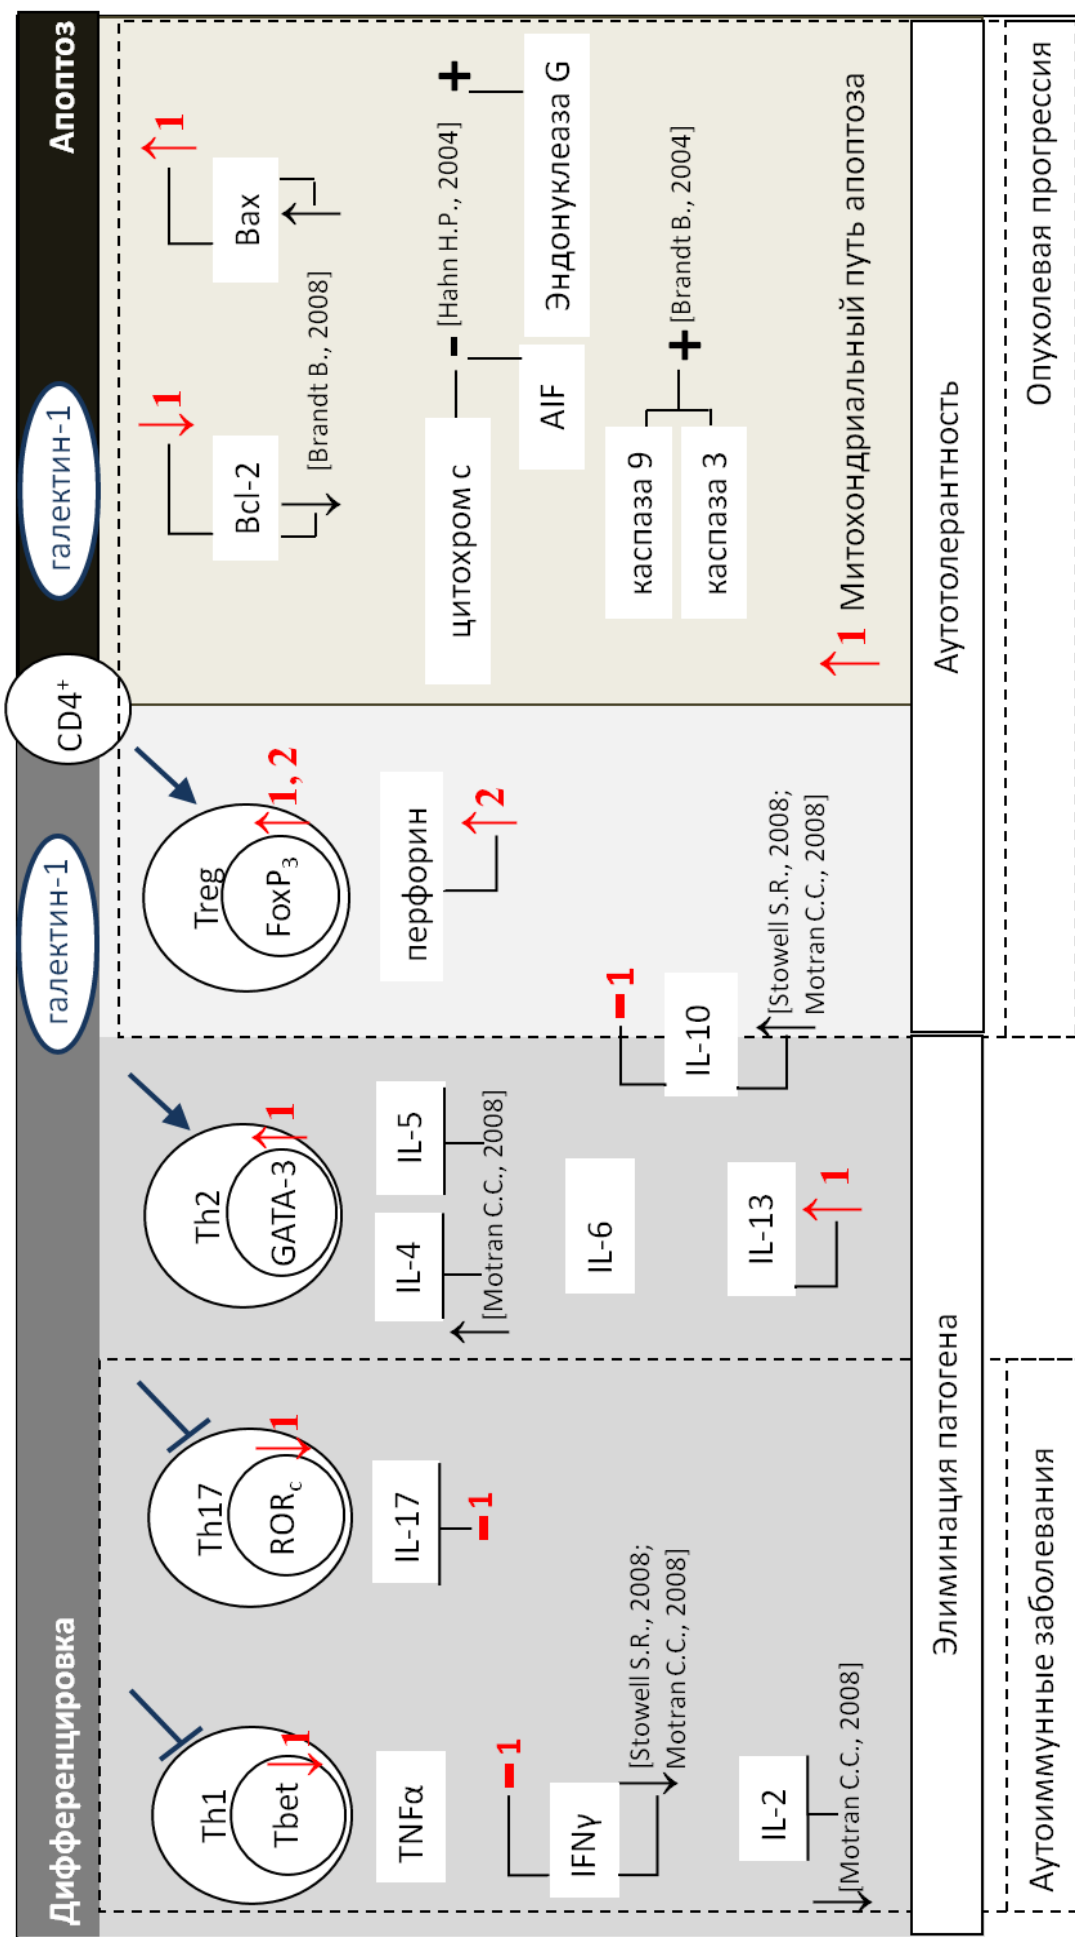 Дифференцировка
галектин-1
CD4⁺
галектин-1
Апоптоз
Th1
Tbet
1
TNFα
1
IFNγ
[Stowell S.R., 2008;
Motran C.C., 2008]
IL-2
[Motran C.C., 2008]
Th17
RORc
1
IL-17
1
Th2
GATA-3
1
IL-4
IL-5
[Motran C.C., 2008]
IL-6
IL-13
1
1
IL-10
[Stowell S.R., 2008;
Motran C.C., 2008]
Treg
FoxP3
1, 2
перфорин
2
1
Bcl-2
[Brandt B., 2008]
1
Bax
цитохром с
- [Hahn H.P., 2004]
+
AIF
Эндонуклеаза G
каспаза 9
каспаза 3
+ [Brandt B., 2004]
1 Митохондриальный путь апоптоза
Элиминация патогена
Аутотолерантность
Аутоиммунные заболевания
Опухолевая прогрессия